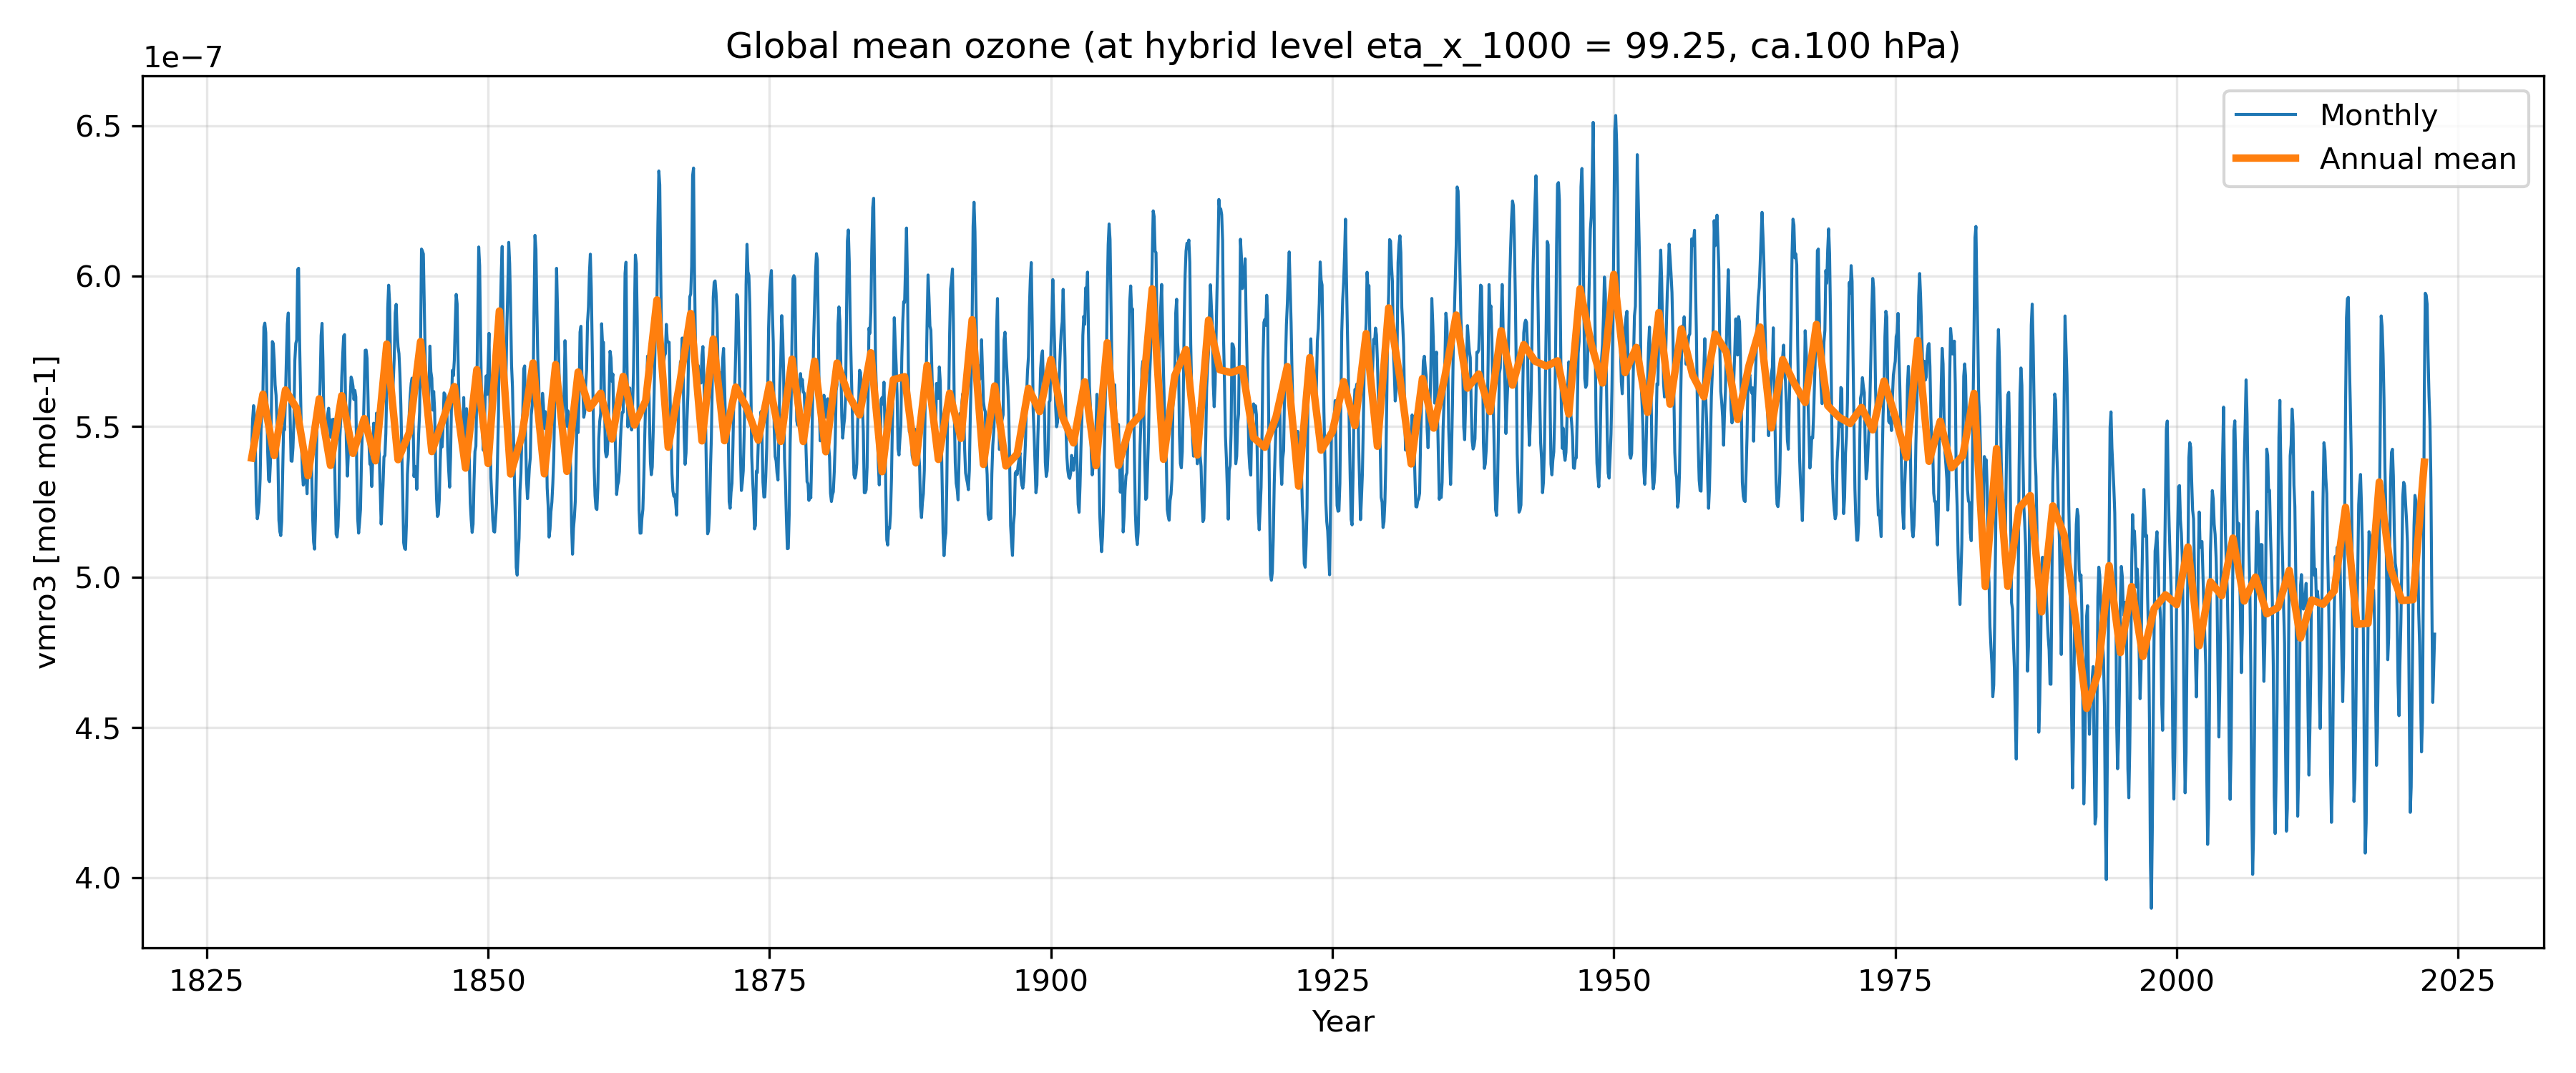 Global mean ozone (at hybrid level eta_x_1000 = 99.25, ca.100 hPa)
1e−7
Monthly
Annual mean
6.5
6.0
5.5
5.0
4.5
4.0
vmro3 [mole mole-1]
1825 1850 1875 1900 1925 1950 1975 2000 2025
Year